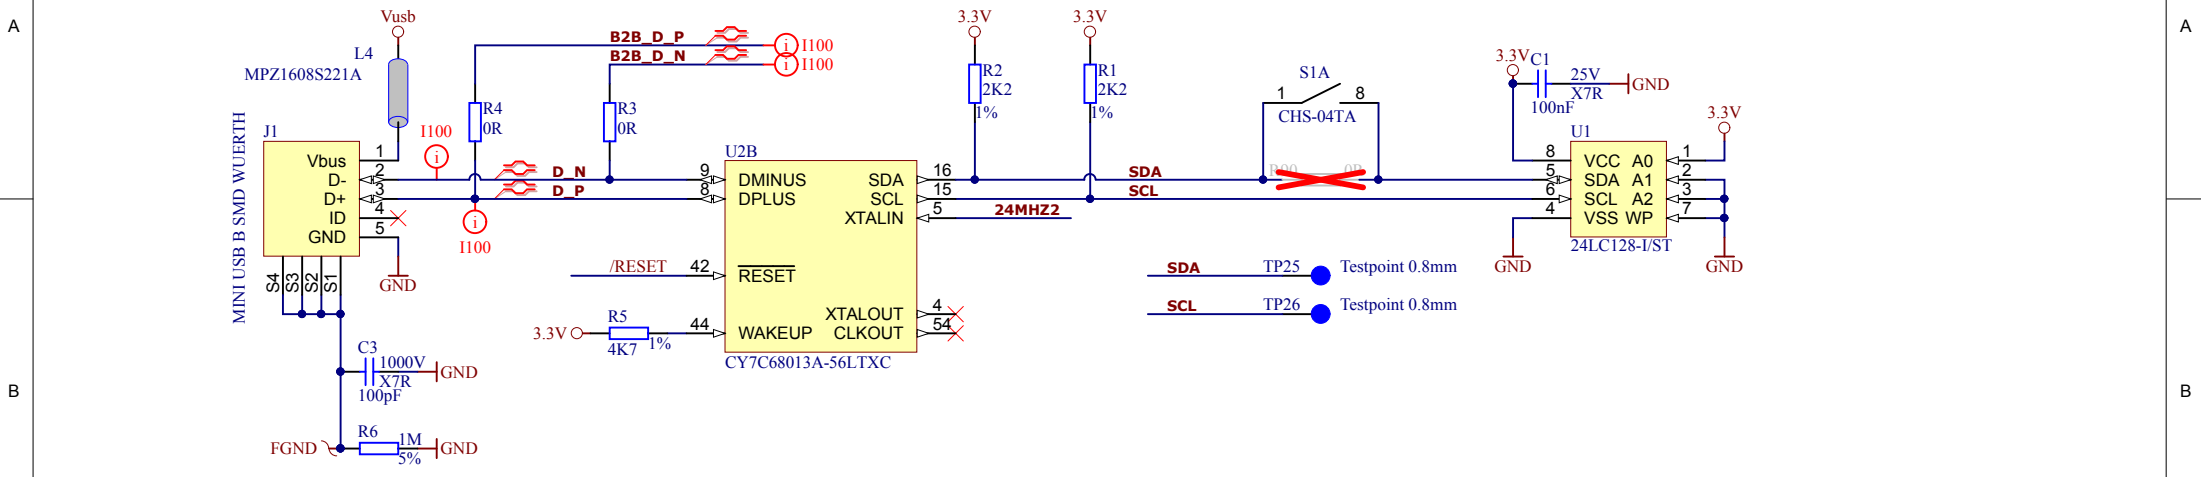 A
A
B
B
Vusb
L4
MPZ1608S221A
MINI USB B SMD WUERTH
J1
Vbus
D-
D+
ID
GND
1
2
3
4
5
S4
S3
S2
S1
GND
I100
I100
B2B_D_P
B2B_D_N
I100
I100
R4
0R
R3
0R
D_N
D_P
C3
1000V
X7R
100pF
GND
FGND
R6
1M
5%
GND
U2B
9
8
42
44
DMINUS
DPLUS
RESET
WAKEUP
SDA
SCL
XTALIN
XTALOUT
CLKOUT
16
15
5
4
54
CY7C68013A-56LTXC
/RESET
3.3V
R5
4K7
1%
3.3V
R2
2K2
1%
3.3V
R1
2K2
1%
SDA
SCL
24MHZ2
S1A
1
8
CHS-04TA
0R
SDA
TP25
Testpoint 0.8mm
SCL
TP26
Testpoint 0.8mm
3.3V
C1
25V
X7R
100nF
GND
U1
8
5
6
4
VCC
SDA
SCL
VSS
A0
A1
A2
WP
1
2
3
7
24LC128-I/ST
3.3V
GND
GND